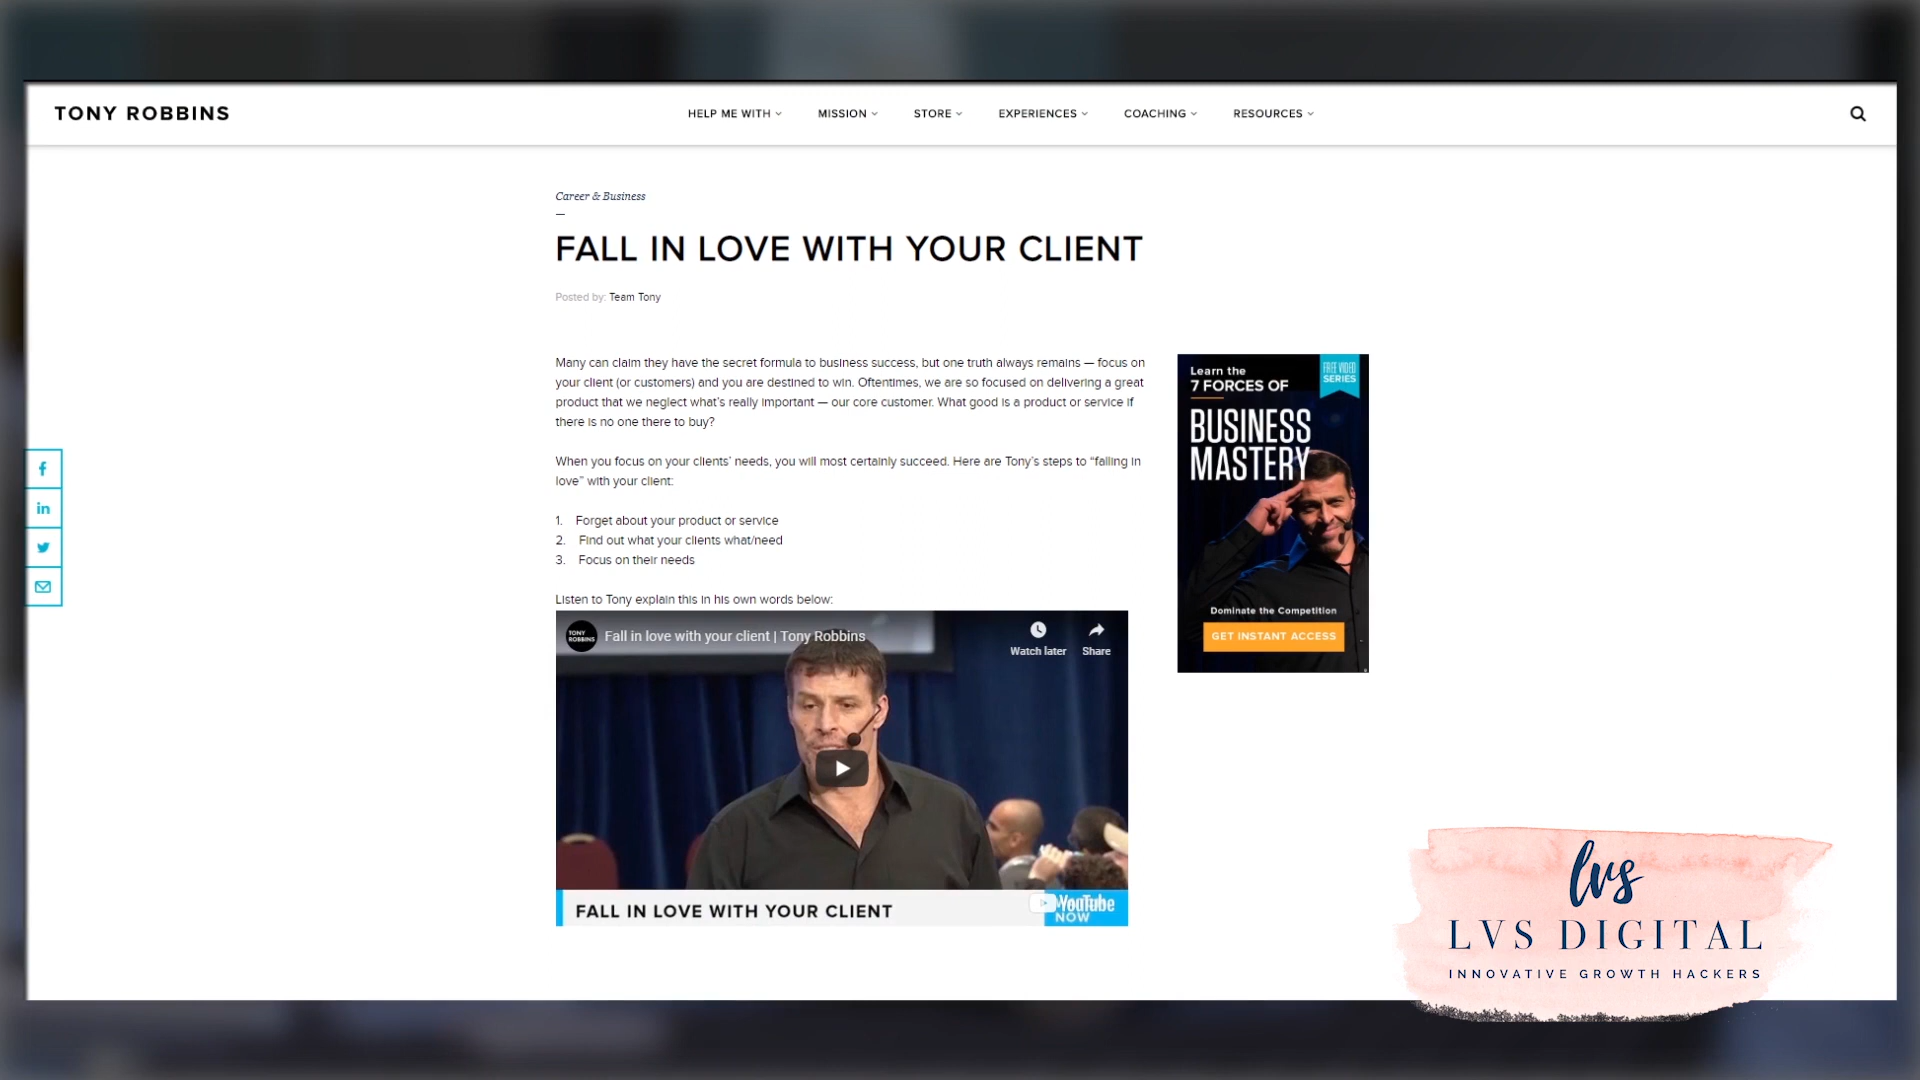 TONY ROBBINS
HELP ME WITH
MISSION
STORE
EXPERIENCES
COACHING
RESOURCES
Career & Business
FALL IN LOVE WITH YOUR CLIENT
Posted by: Team Tony
Many can claim they have the secret formula to business success, but one truth always remains — focus on
your client (or customers) and you are destined to win. Oftentimes, we are so focused on delivering a great
product that we neglect what's really important — our core customer. What good is a product or service if
there is no one there to buy?
When you focus on your clients' needs, you will most certainly succeed. Here are Tony's steps to “falling in
love” with your client:
1. Forget about your product or service
2. Find out what your clients what/need
3. Focus on their needs
Listen to Tony explain this in his own words below:
TONY
ROBBINS
Fall in love with your client | Tony Robbins
Watch later
Share
FALL IN LOVE WITH YOUR CLIENT
YouTube
NOW
Learn the
7 FORCES OF
FREE VIDEO
SERIES
BUSINESS
MASTERY
Dominate the Competition
GET INSTANT ACCESS
lvs
LVS DIGITAL
INNOVATIVE GROWTH HACKERS